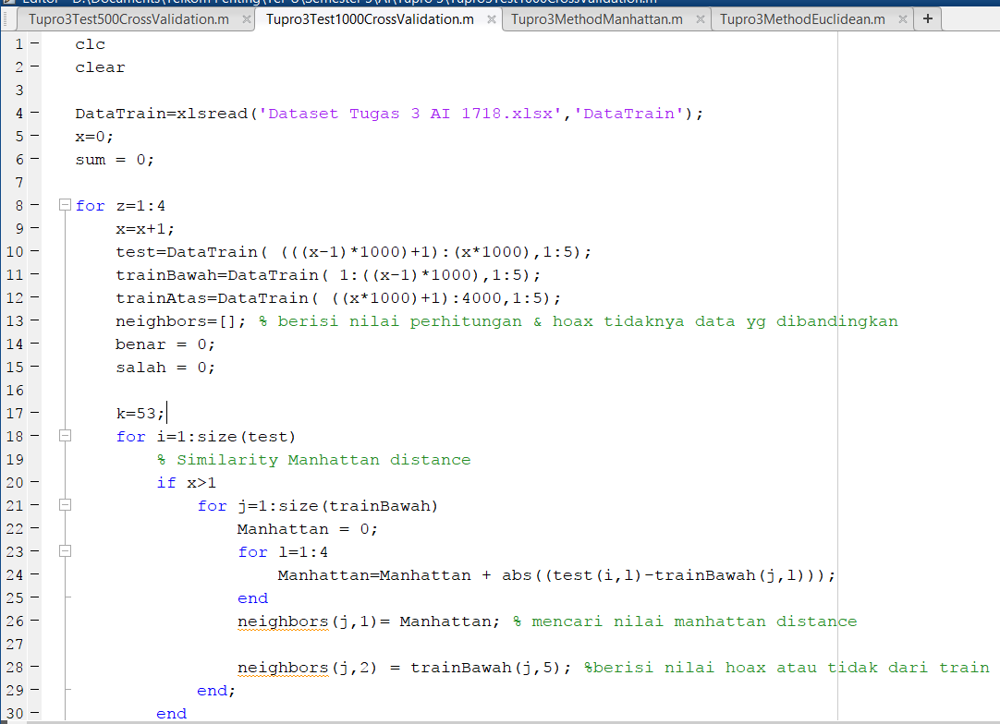 Tupro3Test500CrossValidation.m × Tupro3Test1000CrossValidation.m × Tupro3MethodManhattan.m × Tupro3MethodEuclidean.m × +
1 clc
2 clear
3
4 DataTrain=xlsread('Dataset Tugas 3 AI 1718.xlsx','DataTrain');
5 x=0;
6 sum = 0;
7
8 for z=1:4
9 x=x+1;
10 test=DataTrain( (((x-1)*1000)+1):(x*1000),1:5);
11 trainBawah=DataTrain( 1:((x-1)*1000),1:5);
12 trainAtas=DataTrain( ((x*1000)+1):4000,1:5);
13 neighbors=[]; % berisi nilai perhitungan & hoax tidaknya data yg dibandingkan
14 benar = 0;
15 salah = 0;
16
17 k=53;
18 for i=1:size(test)
19 % Similarity Manhattan distance
20 if x>1
21 for j=1:size(trainBawah)
22 Manhattan = 0;
23 for l=1:4
24 Manhattan=Manhattan + abs((test(i,l)-trainBawah(j,l)));
25 end
26 neighbors(j,1)= Manhattan; % mencari nilai manhattan distance
27
28 neighbors(j,2) = trainBawah(j,5); %berisi nilai hoax atau tidak dari train
29 end;
30 end